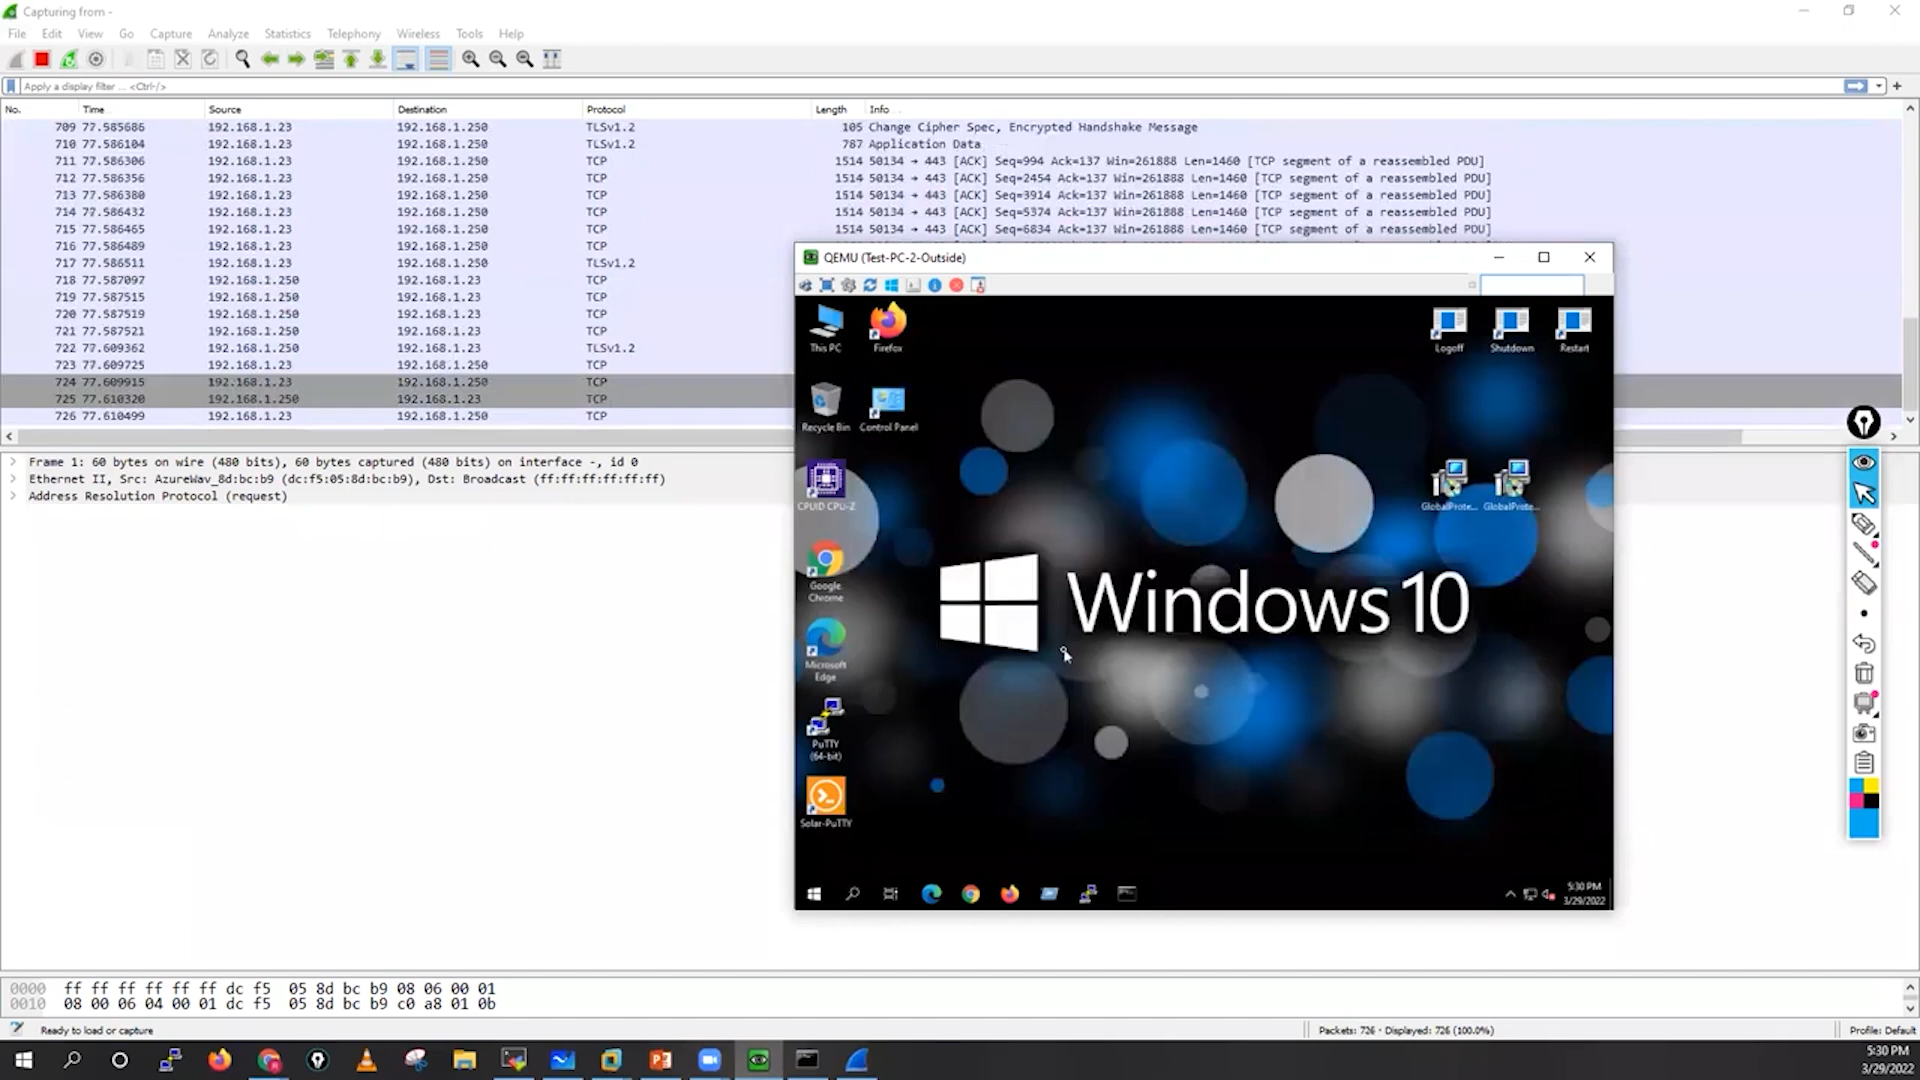 Capturing from -
File Edit View Go Capture Analyze Statistics Telephony Wireless Tools Help
Apply a display filter ... <Ctrl-/>
No. Time Source Destination Protocol Length Info
709 77.585686 192.168.1.23 192.168.1.250 TLSv1.2 105 Change Cipher Spec, Encrypted Handshake Message
710 77.586104 192.168.1.23 192.168.1.250 TLSv1.2 787 Application Data
711 77.586306 192.168.1.23 192.168.1.250 TCP 1514 50134 → 443 [ACK] Seq=994 Ack=137 Win=261888 Len=1460 [TCP segment of a reassembled PDU]
712 77.586356 192.168.1.23 192.168.1.250 TCP 1514 50134 → 443 [ACK] Seq=2454 Ack=137 Win=261888 Len=1460 [TCP segment of a reassembled PDU]
713 77.586380 192.168.1.23 192.168.1.250 TCP 1514 50134 → 443 [ACK] Seq=3914 Ack=137 Win=261888 Len=1460 [TCP segment of a reassembled PDU]
714 77.586432 192.168.1.23 192.168.1.250 TCP 1514 50134 → 443 [ACK] Seq=5374 Ack=137 Win=261888 Len=1460 [TCP segment of a reassembled PDU]
715 77.586465 192.168.1.23 192.168.1.250 TCP 1514 50134 → 443 [ACK] Seq=6834 Ack=137 Win=261888 Len=1460 [TCP segment of a reassembled PDU]
716 77.586489 192.168.1.23 192.168.1.250 TCP
717 77.586511 192.168.1.23 192.168.1.250 TLSv1.2
718 77.587097 192.168.1.250 192.168.1.23 TCP
719 77.587515 192.168.1.250 192.168.1.23 TCP
720 77.587519 192.168.1.250 192.168.1.23 TCP
721 77.587521 192.168.1.250 192.168.1.23 TCP
722 77.609362 192.168.1.250 192.168.1.23 TLSv1.2
723 77.609725 192.168.1.250 192.168.1.23 TCP
724 77.609915 192.168.1.23 192.168.1.250 TCP
725 77.610320 192.168.1.250 192.168.1.23 TCP
726 77.610499 192.168.1.23 192.168.1.250 TCP
Frame 1: 60 bytes on wire (480 bits), 60 bytes captured (480 bits) on interface -, id 0
Ethernet II, Src: AzureWav_8d:bc:b9 (dc:f5:05:8d:bc:b9), Dst: Broadcast (ff:ff:ff:ff:ff:ff)
Address Resolution Protocol (request)
QEMU (Test-PC-2-Outside)
This PC
Firefox
Logoff
Shutdown
Restart
Recycle Bin
Control Panel
CPUID CPU-Z
GlobalProte...
GlobalProte...
Google
Chrome
Windows 10
Microsoft
Edge
PuTTY
(64-bit)
Solar-PuTTY
5:30 PM
3/29/2022
0000 ff ff ff ff ff ff dc f5 05 8d bc b9 08 06 00 01
0010 08 00 06 04 00 01 dc f5 05 8d bc b9 c0 a8 01 0b
Ready to load or capture
Packets: 726 · Displayed: 726 (100.0%)
Profile: Default
5:30 PM
3/29/2022